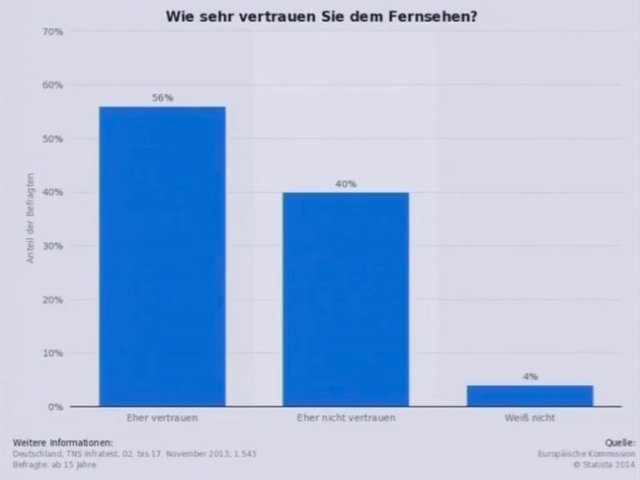 Wie sehr vertrauen Sie dem Fernsehen?
70%
60%
50%
40%
30%
20%
10%
0%
Anteil der Befragten
56%
40%
4%
Eher vertrauen
Eher nicht vertrauen
Weiß nicht
Weitere Informationen:
Deutschland; TNS Infratest; 02. bis 17. November 2013; 1.543
Befragte; ab 15 Jahre
Quelle:
Europäische Kommission
© Statista 2014